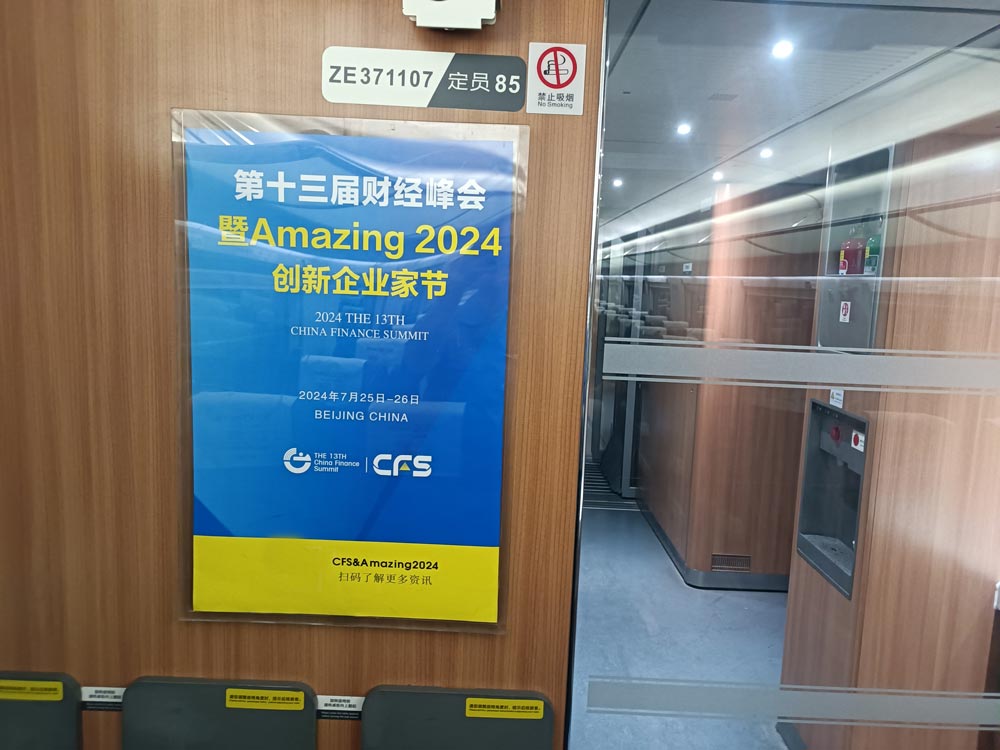 ZE371107 定员 85
禁止吸烟
No Smoking
第十三届财经峰会
暨Amazing 2024
创新企业家节
2024 THE 13TH
CHINA FINANCE SUMMIT
2024年7月25日-26日
BEIJING CHINA
THE 13TH
China Finance
Summit
CFS
CFS&Amazing2024
扫码了解更多资讯